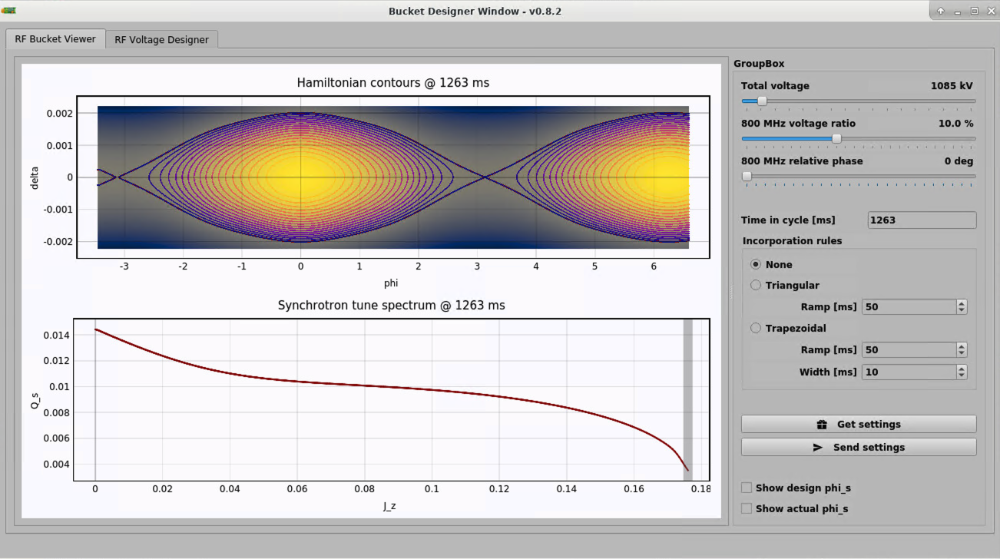 Bucket Designer Window - v0.8.2
RF Bucket Viewer
RF Voltage Designer
Hamiltonian contours @ 1263 ms
0.002
0.001
0
-0.001
-0.002
delta
-3 -2 -1 0 1 2 3 4 5 6
phi
Synchrotron tune spectrum @ 1263 ms
0.014
0.012
0.01
0.008
0.006
0.004
Q_s
0 0.02 0.04 0.06 0.08 0.1 0.12 0.14 0.16 0.18
J_z
GroupBox
Total voltage 1085 kV
800 MHz voltage ratio 10.0 %
800 MHz relative phase 0 deg
Time in cycle [ms] 1263
Incorporation rules
None
Triangular
Ramp [ms] 50
Trapezoidal
Ramp [ms] 50
Width [ms] 10
Get settings
Send settings
Show design phi_s
Show actual phi_s